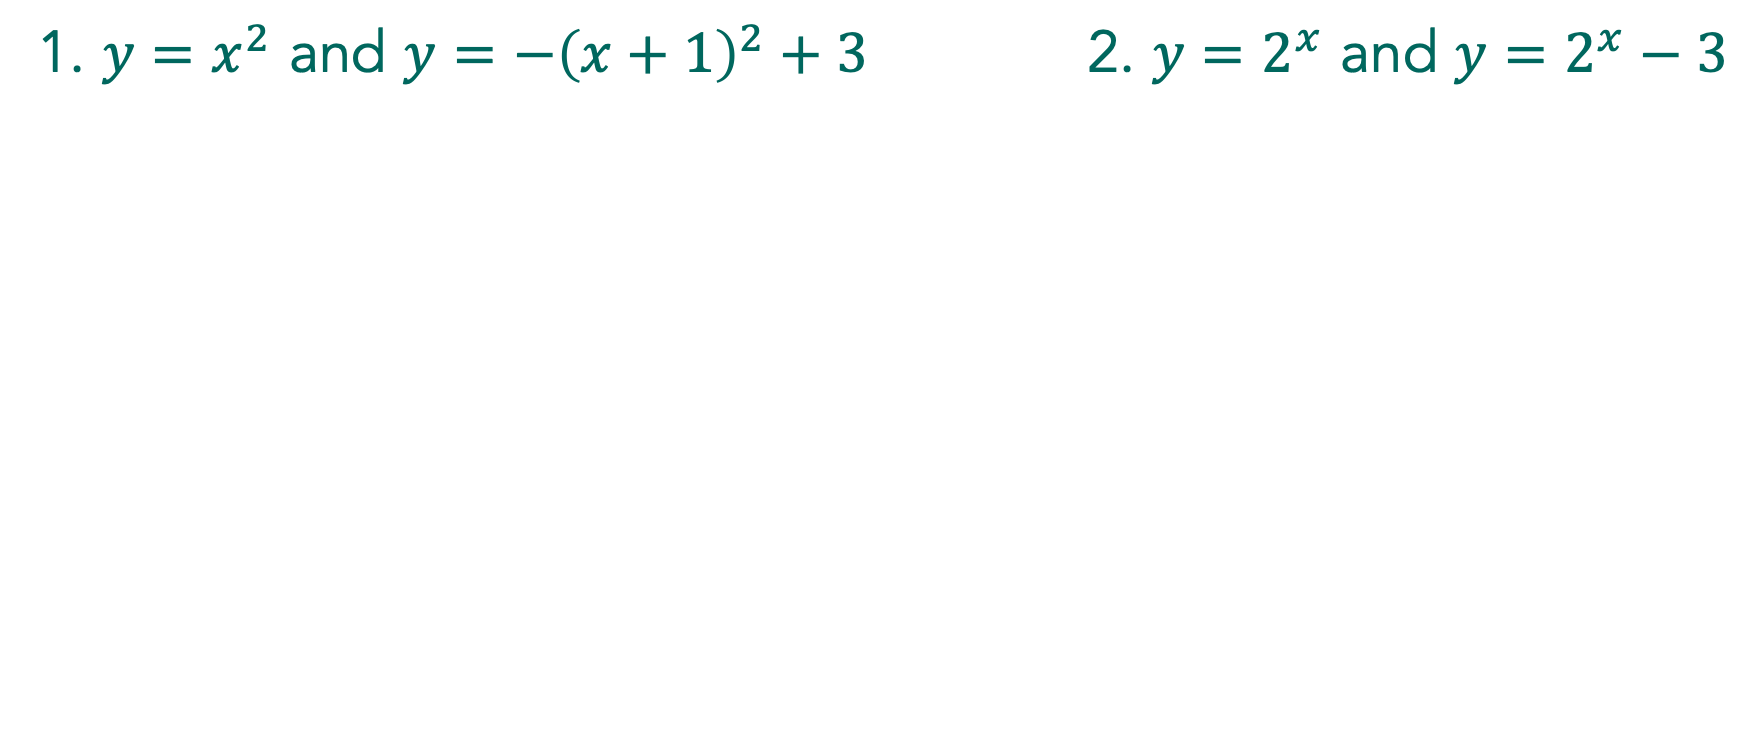 1. y = x² and y = −(x + 1)² + 3
2. y = 2ˣ and y = 2ˣ − 3